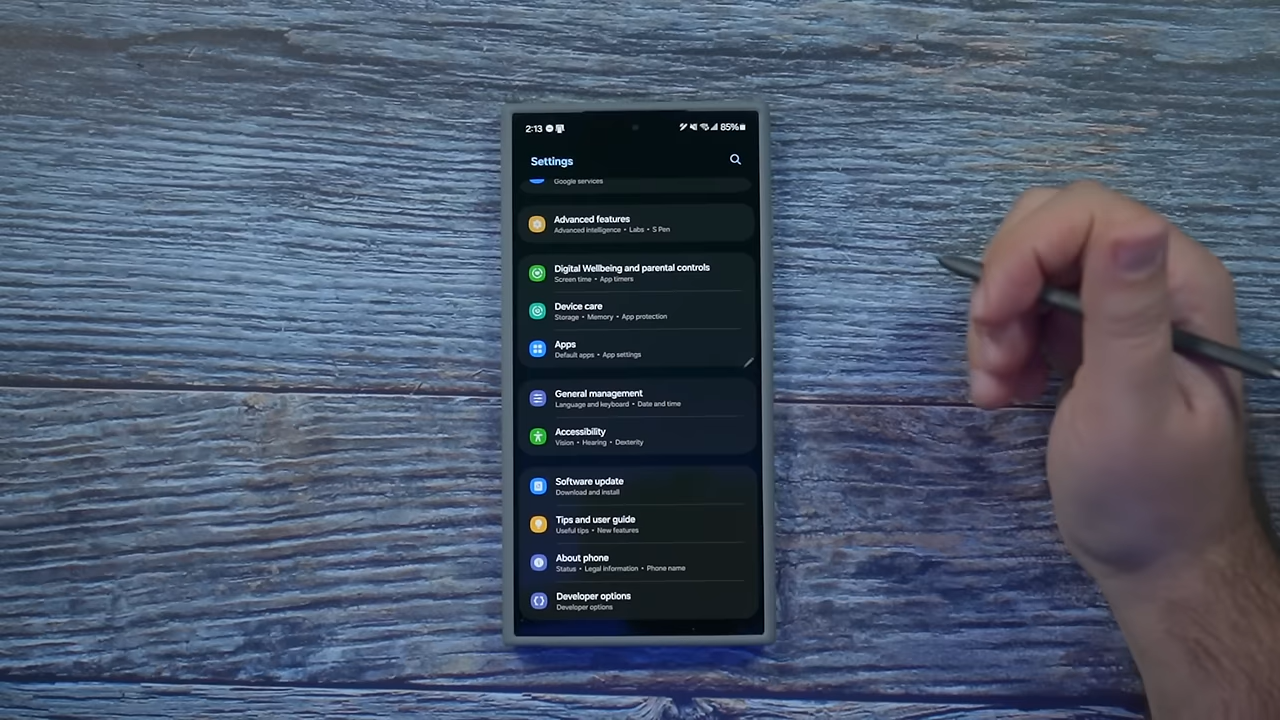 2:13
85%
Settings
Google services
Advanced features
Advanced intelligence • Labs • S Pen
Digital Wellbeing and parental controls
Screen time • App timers
Device care
Storage • Memory • App protection
Apps
Default apps • App settings
General management
Language and keyboard • Date and time
Accessibility
Vision • Hearing • Dexterity
Software update
Download and install
Tips and user guide
Useful tips • New features
About phone
Status • Legal information • Phone name
Developer options
Developer options